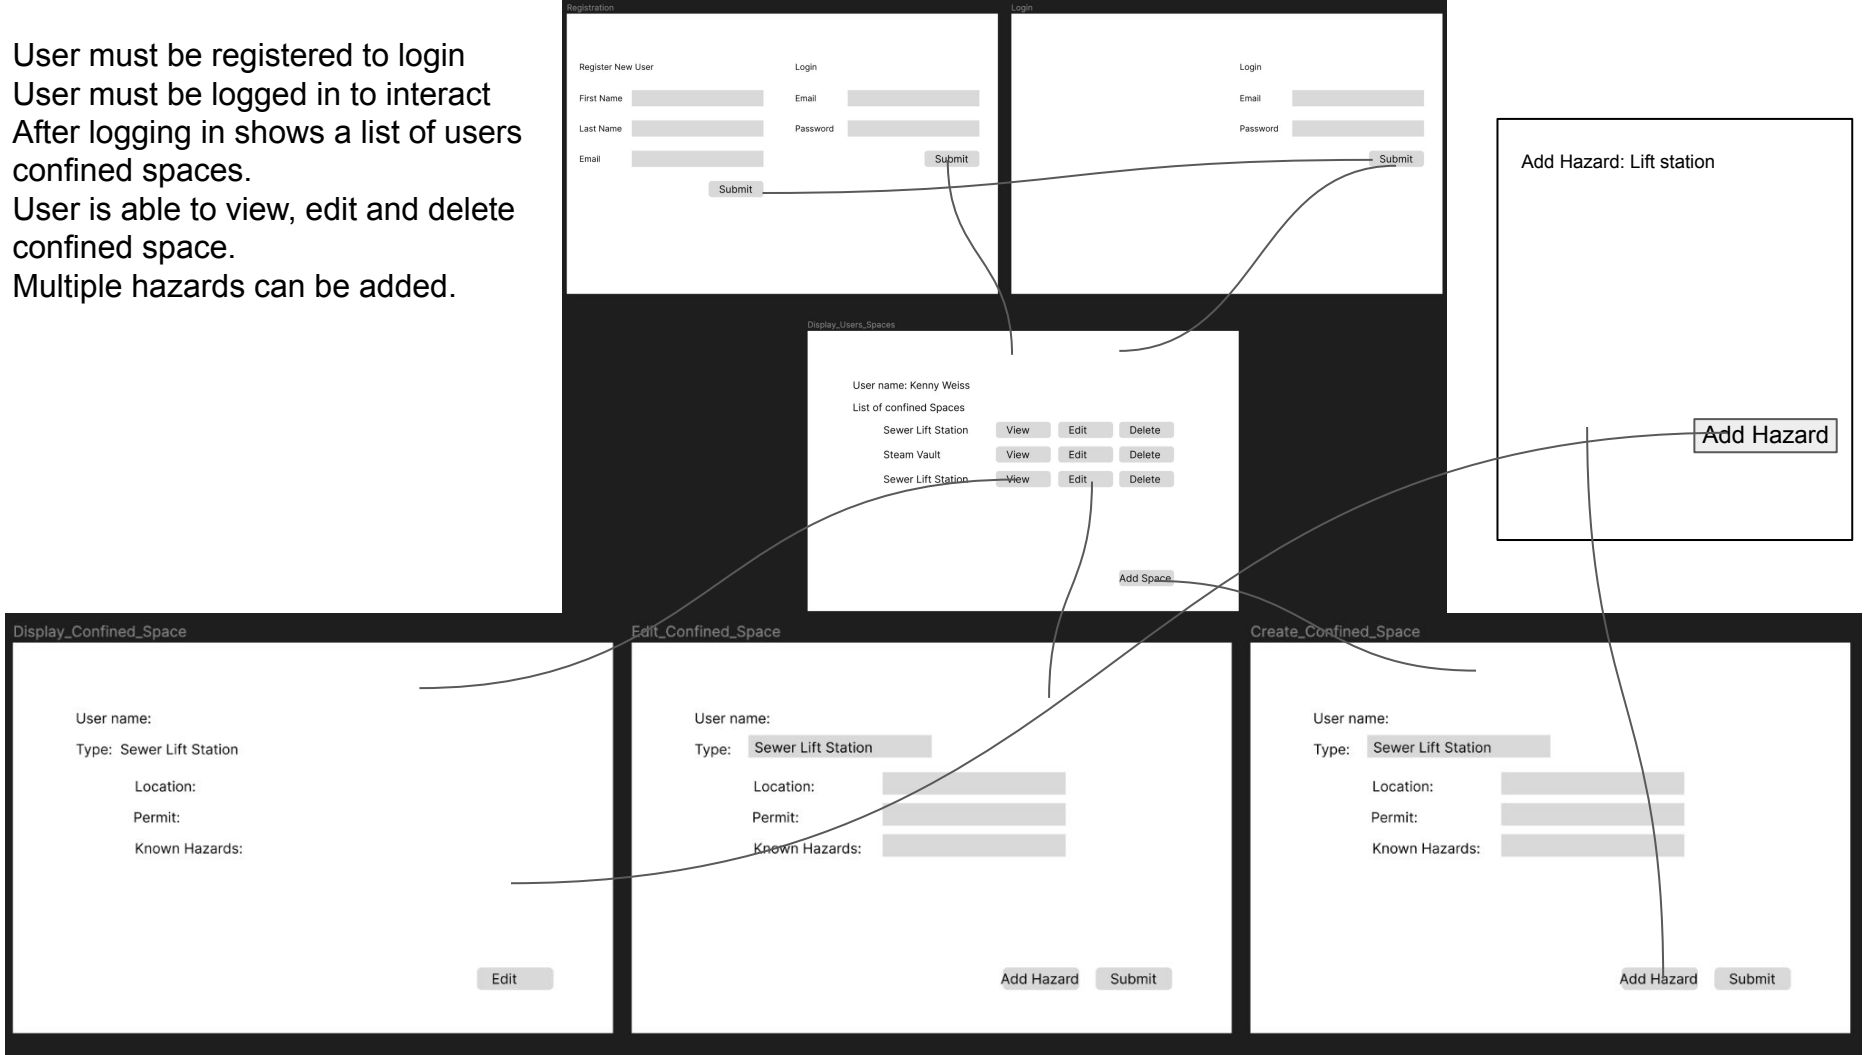 User must be registered to login
User must be logged in to interact
After logging in shows a list of users
confined spaces.
User is able to view, edit and delete
confined space.
Multiple hazards can be added.
Registration
Register New User
First Name
Last Name
Email
Submit
Login
Email
Password
Submit
Login
Login
Email
Password
Submit
Add Hazard: Lift station
Add Hazard
Display_Users_Spaces
User name: Kenny Weiss
List of confined Spaces
Sewer Lift Station View Edit Delete
Steam Vault View Edit Delete
Sewer Lift Station View Edit Delete
Add Space
Display_Confined_Space
User name:
Type: Sewer Lift Station
Location:
Permit:
Known Hazards:
Edit
Edit_Confined_Space
User name:
Type: Sewer Lift Station
Location:
Permit:
Known Hazards:
Add Hazard Submit
Create_Confined_Space
User name:
Type: Sewer Lift Station
Location:
Permit:
Known Hazards:
Add Hazard Submit